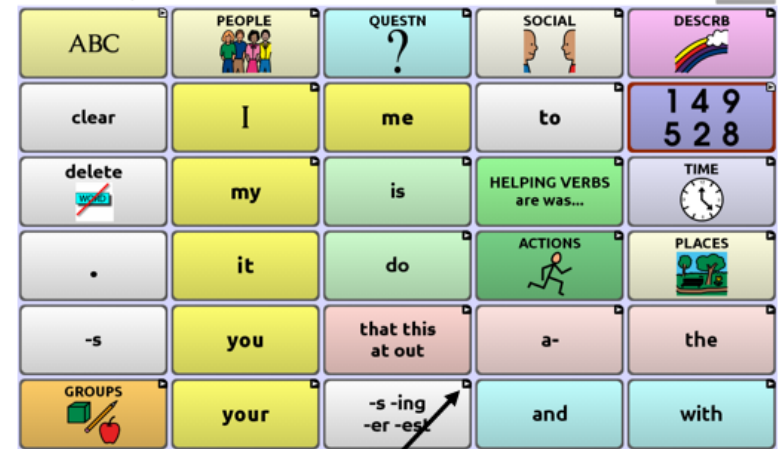 ABC
PEOPLE
QUESTN
?
SOCIAL
DESCRB
clear
I
me
to
1 4 9
5 2 8
delete
WORD
my
is
HELPING VERBS
are was...
TIME
.
it
do
ACTIONS
PLACES
-s
you
that this
at out
a-
the
GROUPS
your
-s -ing
-er -est
and
with